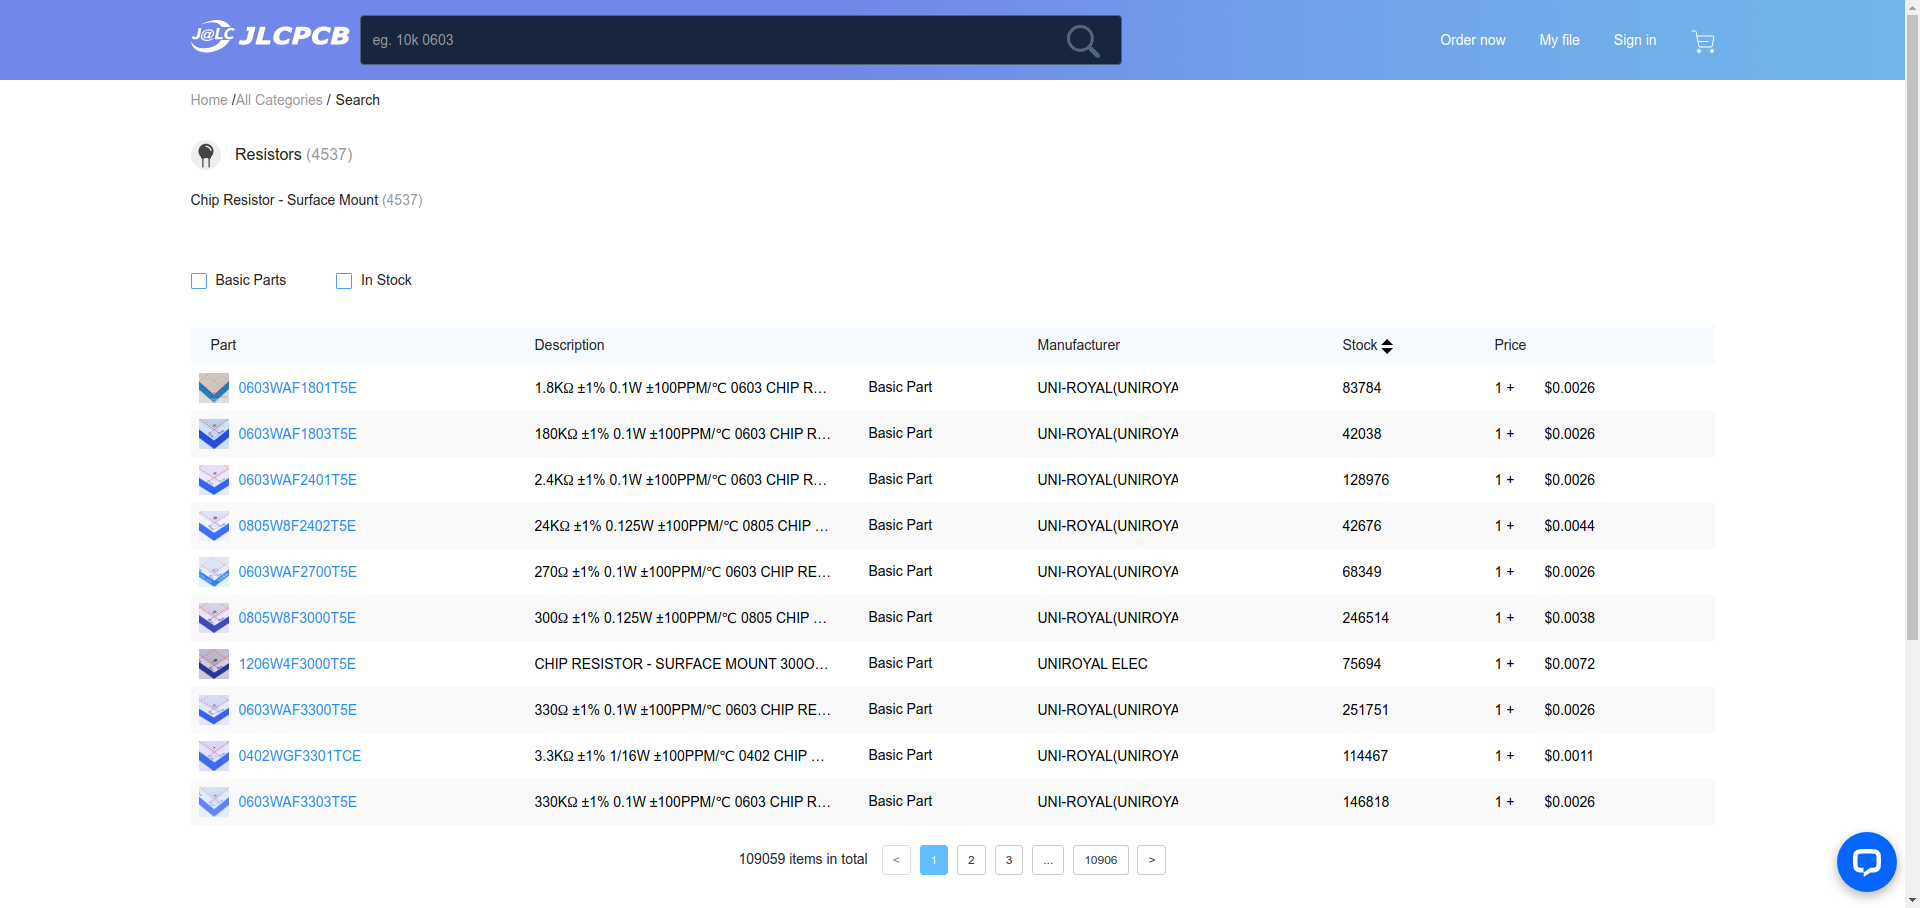 J@LC JLCPCB eg. 10k 0603 Order now My file Sign in
Home /All Categories / Search
Resistors (4537)
Chip Resistor - Surface Mount (4537)
Basic Parts In Stock
Part Description Manufacturer Stock Price
0603WAF1801T5E 1.8KΩ ±1% 0.1W ±100PPM/℃ 0603 CHIP R… Basic Part UNI-ROYAL(UNIROYA 83784 1 + $0.0026
0603WAF1803T5E 180KΩ ±1% 0.1W ±100PPM/℃ 0603 CHIP R… Basic Part UNI-ROYAL(UNIROYA 42038 1 + $0.0026
0603WAF2401T5E 2.4KΩ ±1% 0.1W ±100PPM/℃ 0603 CHIP R… Basic Part UNI-ROYAL(UNIROYA 128976 1 + $0.0026
0805W8F2402T5E 24KΩ ±1% 0.125W ±100PPM/℃ 0805 CHIP … Basic Part UNI-ROYAL(UNIROYA 42676 1 + $0.0044
0603WAF2700T5E 270Ω ±1% 0.1W ±100PPM/℃ 0603 CHIP RE… Basic Part UNI-ROYAL(UNIROYA 68349 1 + $0.0026
0805W8F3000T5E 300Ω ±1% 0.125W ±100PPM/℃ 0805 CHIP … Basic Part UNI-ROYAL(UNIROYA 246514 1 + $0.0038
1206W4F3000T5E CHIP RESISTOR - SURFACE MOUNT 300O… Basic Part UNIROYAL ELEC 75694 1 + $0.0072
0603WAF3300T5E 330Ω ±1% 0.1W ±100PPM/℃ 0603 CHIP RE… Basic Part UNI-ROYAL(UNIROYA 251751 1 + $0.0026
0402WGF3301TCE 3.3KΩ ±1% 1/16W ±100PPM/℃ 0402 CHIP … Basic Part UNI-ROYAL(UNIROYA 114467 1 + $0.0011
0603WAF3303T5E 330KΩ ±1% 0.1W ±100PPM/℃ 0603 CHIP R… Basic Part UNI-ROYAL(UNIROYA 146818 1 + $0.0026
109059 items in total < 1 2 3 ... 10906 >